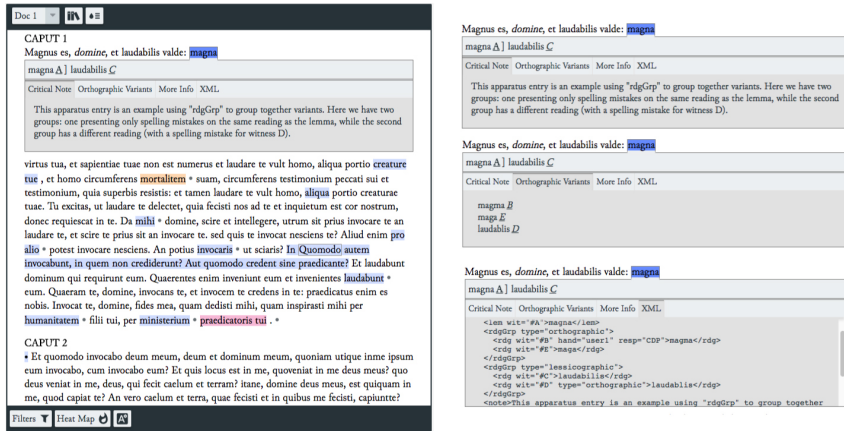 Doc 1
CAPUT 1
Magnus es, domine, et laudabilis valde: magna
magna A ] laudabilis C
Critical Note Orthographic Variants More Info XML
This apparatus entry is an example using "rdgGrp" to group together variants. Here we have two
groups: one presenting only spelling mistakes on the same reading as the lemma, while the second
group has a different reading (with a spelling mistake for witness D).
virtus tua, et sapientiae tuae non est numerus et laudare te vult homo, aliqua portio creature
tue , et homo circumferens mortalitem * suam, circumferens testimonium peccati sui et
testimonium, quia superbis resistis: et tamen laudare te vult homo, aliqua portio creaturae
tuae. Tu excitas, ut laudare te delectet, quia fecisti nos ad te et inquietum est cor nostrum,
donec requiescat in te. Da mihi * domine, scire et intellegere, utrum sit prius invocare te an
laudare te, et scire te prius sit an invocare te. sed quis te invocat nesciens te? Aliud enim pro
alio * potest invocare nesciens. An potius invocaris * ut sciaris? In Quomodo autem
invocabunt, in quem non crediderunt? Aut quomodo credent sine praedicante? Et laudabunt
dominum qui requirunt eum. Quaerentes enim inveniunt eum et invenientes laudabunt *
eum. Quaeram te, domine, invocans te, et invocem te credens in te: praedicatus enim es
nobis. Invocat te, domine, fides mea, quam dedisti mihi, quam inspirasti mihi per
humanitatem * filii tui, per ministerium * praedicatoris tui . *
CAPUT 2
• Et quomodo invocabo deum meum, deum et dominum meum, quoniam utique inme ipsum
eum invocabo, cum invocabo eum? Et quis locus est in me, quoveniat in me deus meus? quo
deus veniat in me, deus, qui fecit caelum et terram? itane, domine deus meus, est quiquam in
me, quod capiat te? An vero caelum et terra, quae fecisti et in quibus me fecisti, capiuntte?
Filters Heat Map
Magnus es, domine, et laudabilis valde: magna
magna A ] laudabilis C
Critical Note Orthographic Variants More Info XML
This apparatus entry is an example using "rdgGrp" to group together variants. Here we have two
groups: one presenting only spelling mistakes on the same reading as the lemma, while the second
group has a different reading (with a spelling mistake for witness D).
Magnus es, domine, et laudabilis valde: magna
magna A ] laudabilis C
Critical Note Orthographic Variants More Info XML
magma B
maga E
laudablis D
Magnus es, domine, et laudabilis valde: magna
magna A ] laudabilis C
Critical Note Orthographic Variants More Info XML
<lem wit="#A">magna</lem>
<rdgGrp type="orthographic">
<rdg wit="#B" hand="user1" resp="CDP">magma</rdg>
<rdg wit="#E">maga</rdg>
</rdgGrp>
<rdgGrp type="lessicographic">
<rdg wit="#C">laudabilis</rdg>
<rdg wit="#D" type="orthographic">laudablis</rdg>
</rdgGrp>
<note>This apparatus entry is an example using "rdgGrp" to group together